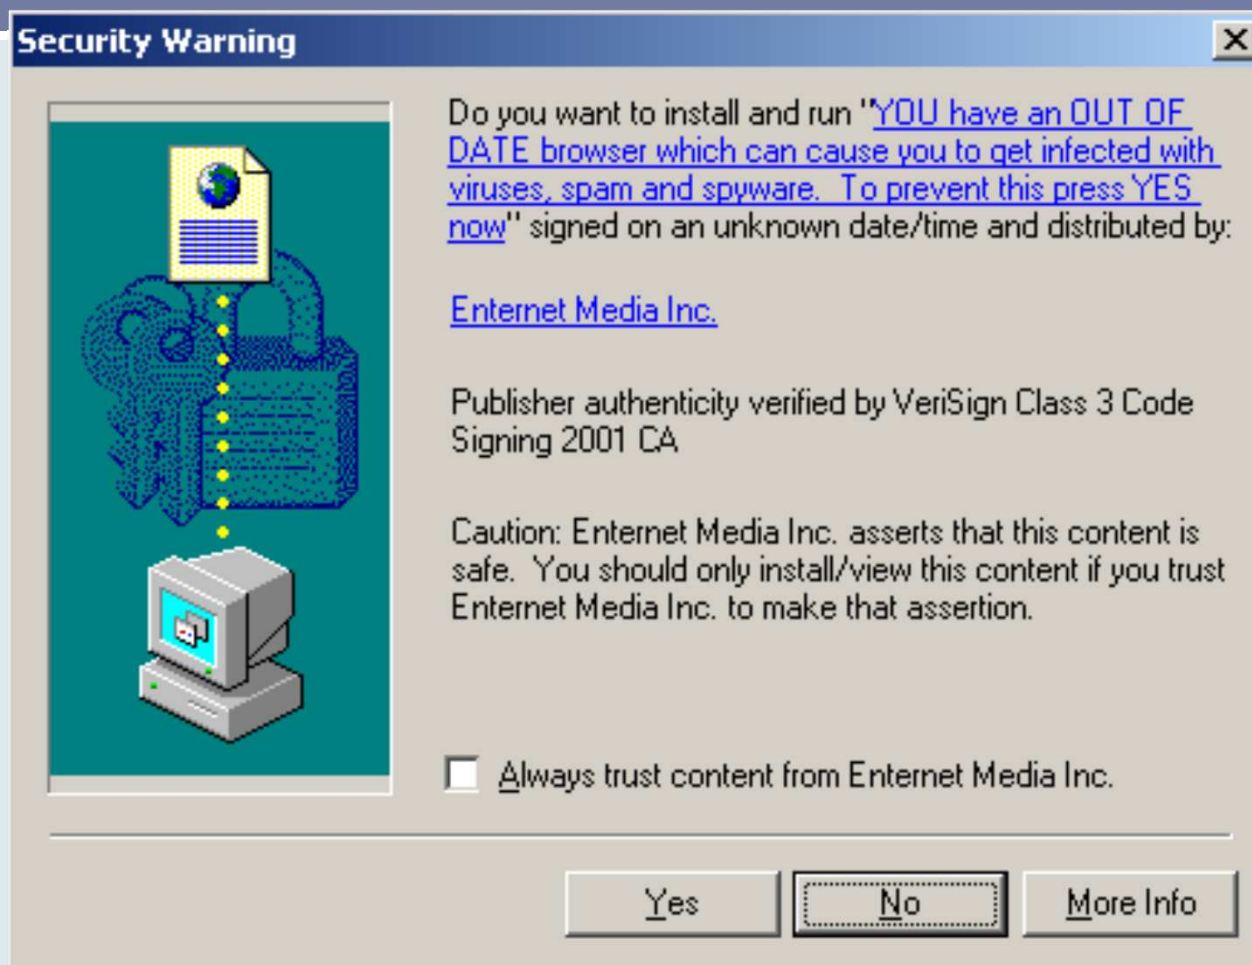 Security Warning
Do you want to install and run "YOU have an OUT OF
DATE browser which can cause you to get infected with
viruses, spam and spyware.  To prevent this press YES
now" signed on an unknown date/time and distributed by:
Enternet Media Inc.
Publisher authenticity verified by VeriSign Class 3 Code
Signing 2001 CA
Caution: Enternet Media Inc. asserts that this content is
safe.  You should only install/view this content if you trust
Enternet Media Inc. to make that assertion.
Always trust content from Enternet Media Inc.
Yes No More Info